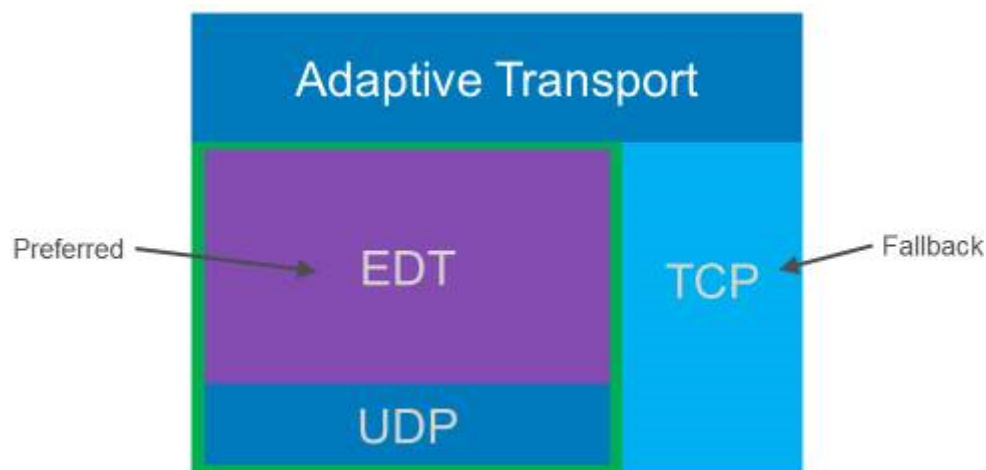 Adaptive Transport
Preferred
EDT
TCP
Fallback
UDP